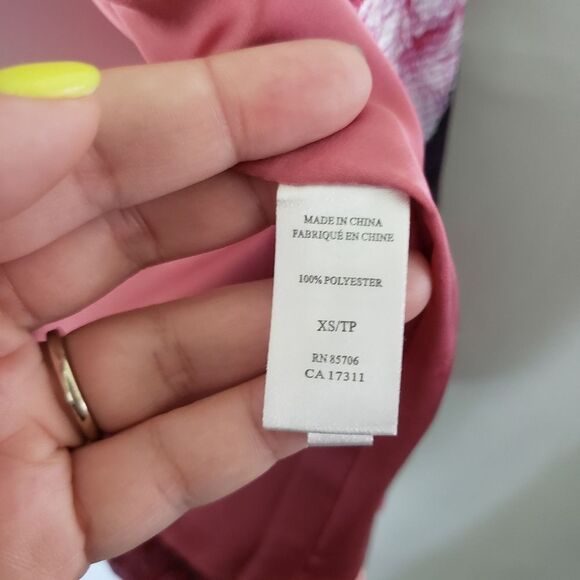 MADE IN CHINA
FABRIQUÉ EN CHINE
100% POLYESTER
XS/TP
RN 85706
CA 17311